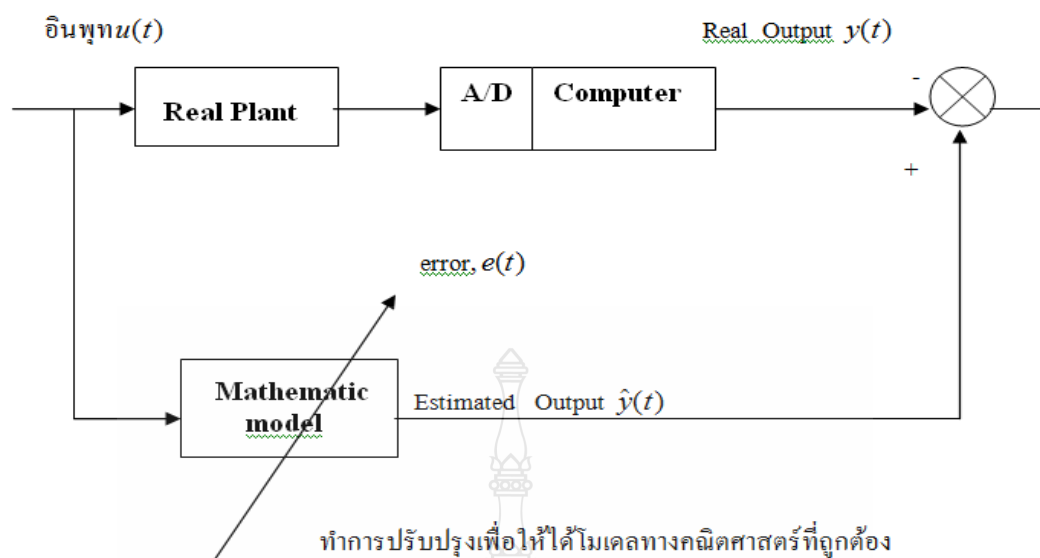 อินพุท u(t)
Real Output y(t)
A/D
Computer
Real Plant
-
+
error, e(t)
Mathematic
model
Estimated Output ŷ(t)
ทำการปรับปรุงเพื่อให้ได้โมเดลทางคณิตศาสตร์ที่ถูกต้อง